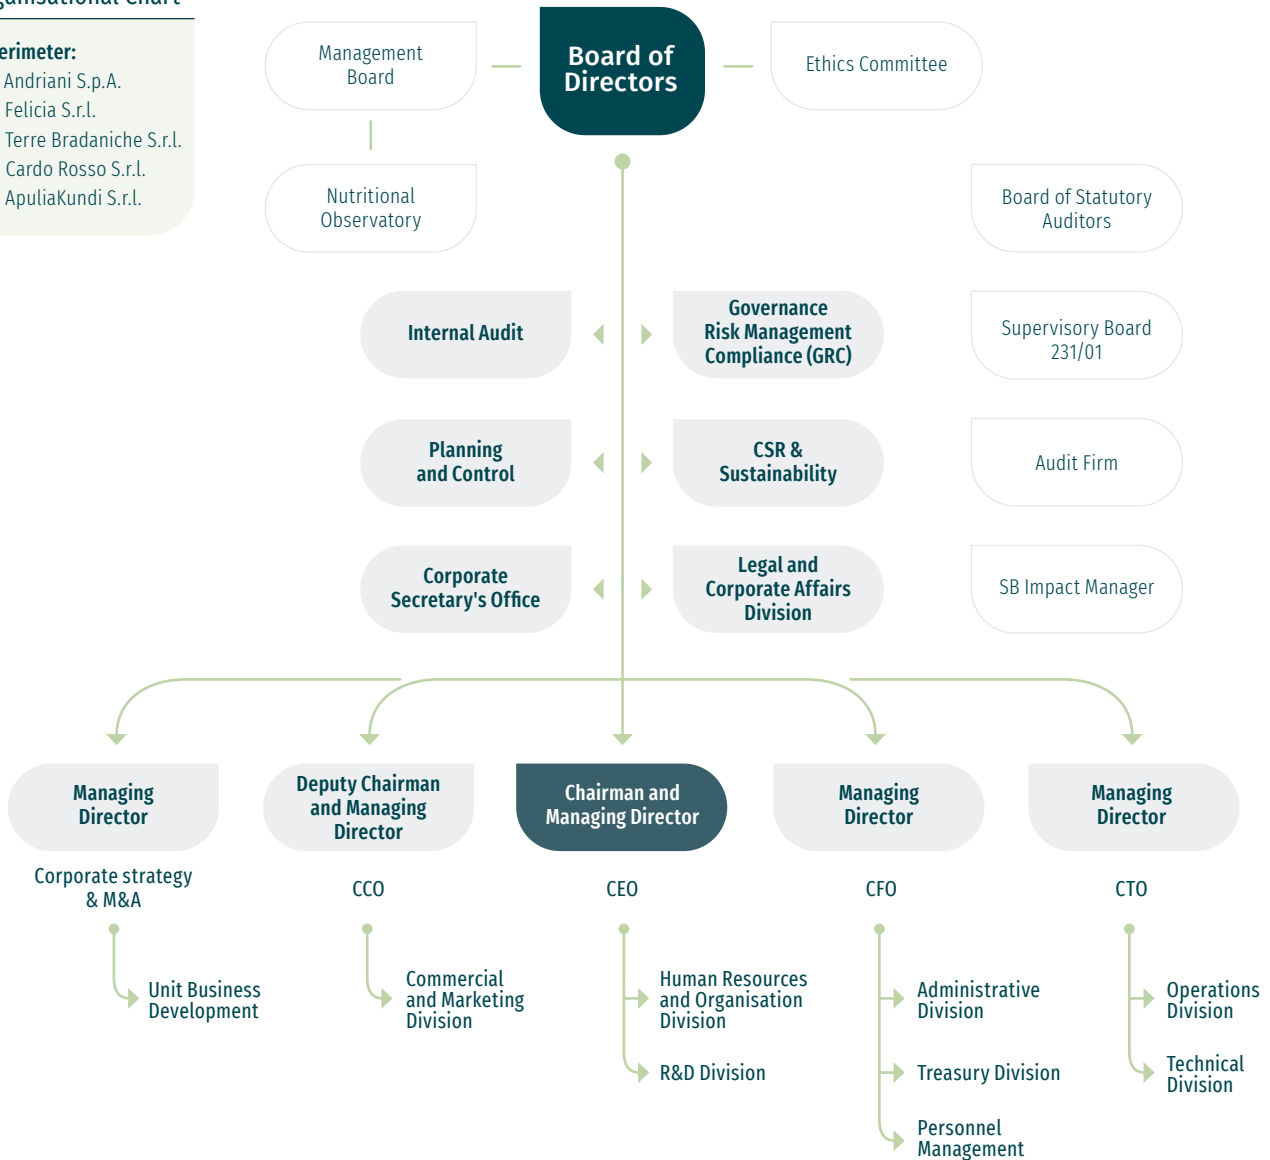 Perimeter:
Andriani S.p.A.
Felicia S.r.l.
Terre Bradaniche S.r.l.
Cardo Rosso S.r.l.
ApuliaKundi S.r.l.
Management
Board
Board of
Directors
Ethics Committee
Nutritional
Observatory
Board of Statutory
Auditors
Internal Audit
Governance
Risk Management
Compliance (GRC)
Supervisory Board
231/01
Planning
and Control
CSR &
Sustainability
Audit Firm
Corporate
Secretary's Office
Legal and
Corporate Affairs
Division
SB Impact Manager
Managing
Director
Corporate strategy
& M&A
Unit Business
Development
Deputy Chairman
and Managing
Director
CCO
Commercial
and Marketing
Division
Chairman and
Managing Director
CEO
Human Resources
and Organisation
Division
R&D Division
Managing
Director
CFO
Administrative
Division
Treasury Division
Personnel
Management
Managing
Director
CTO
Operations
Division
Technical
Division